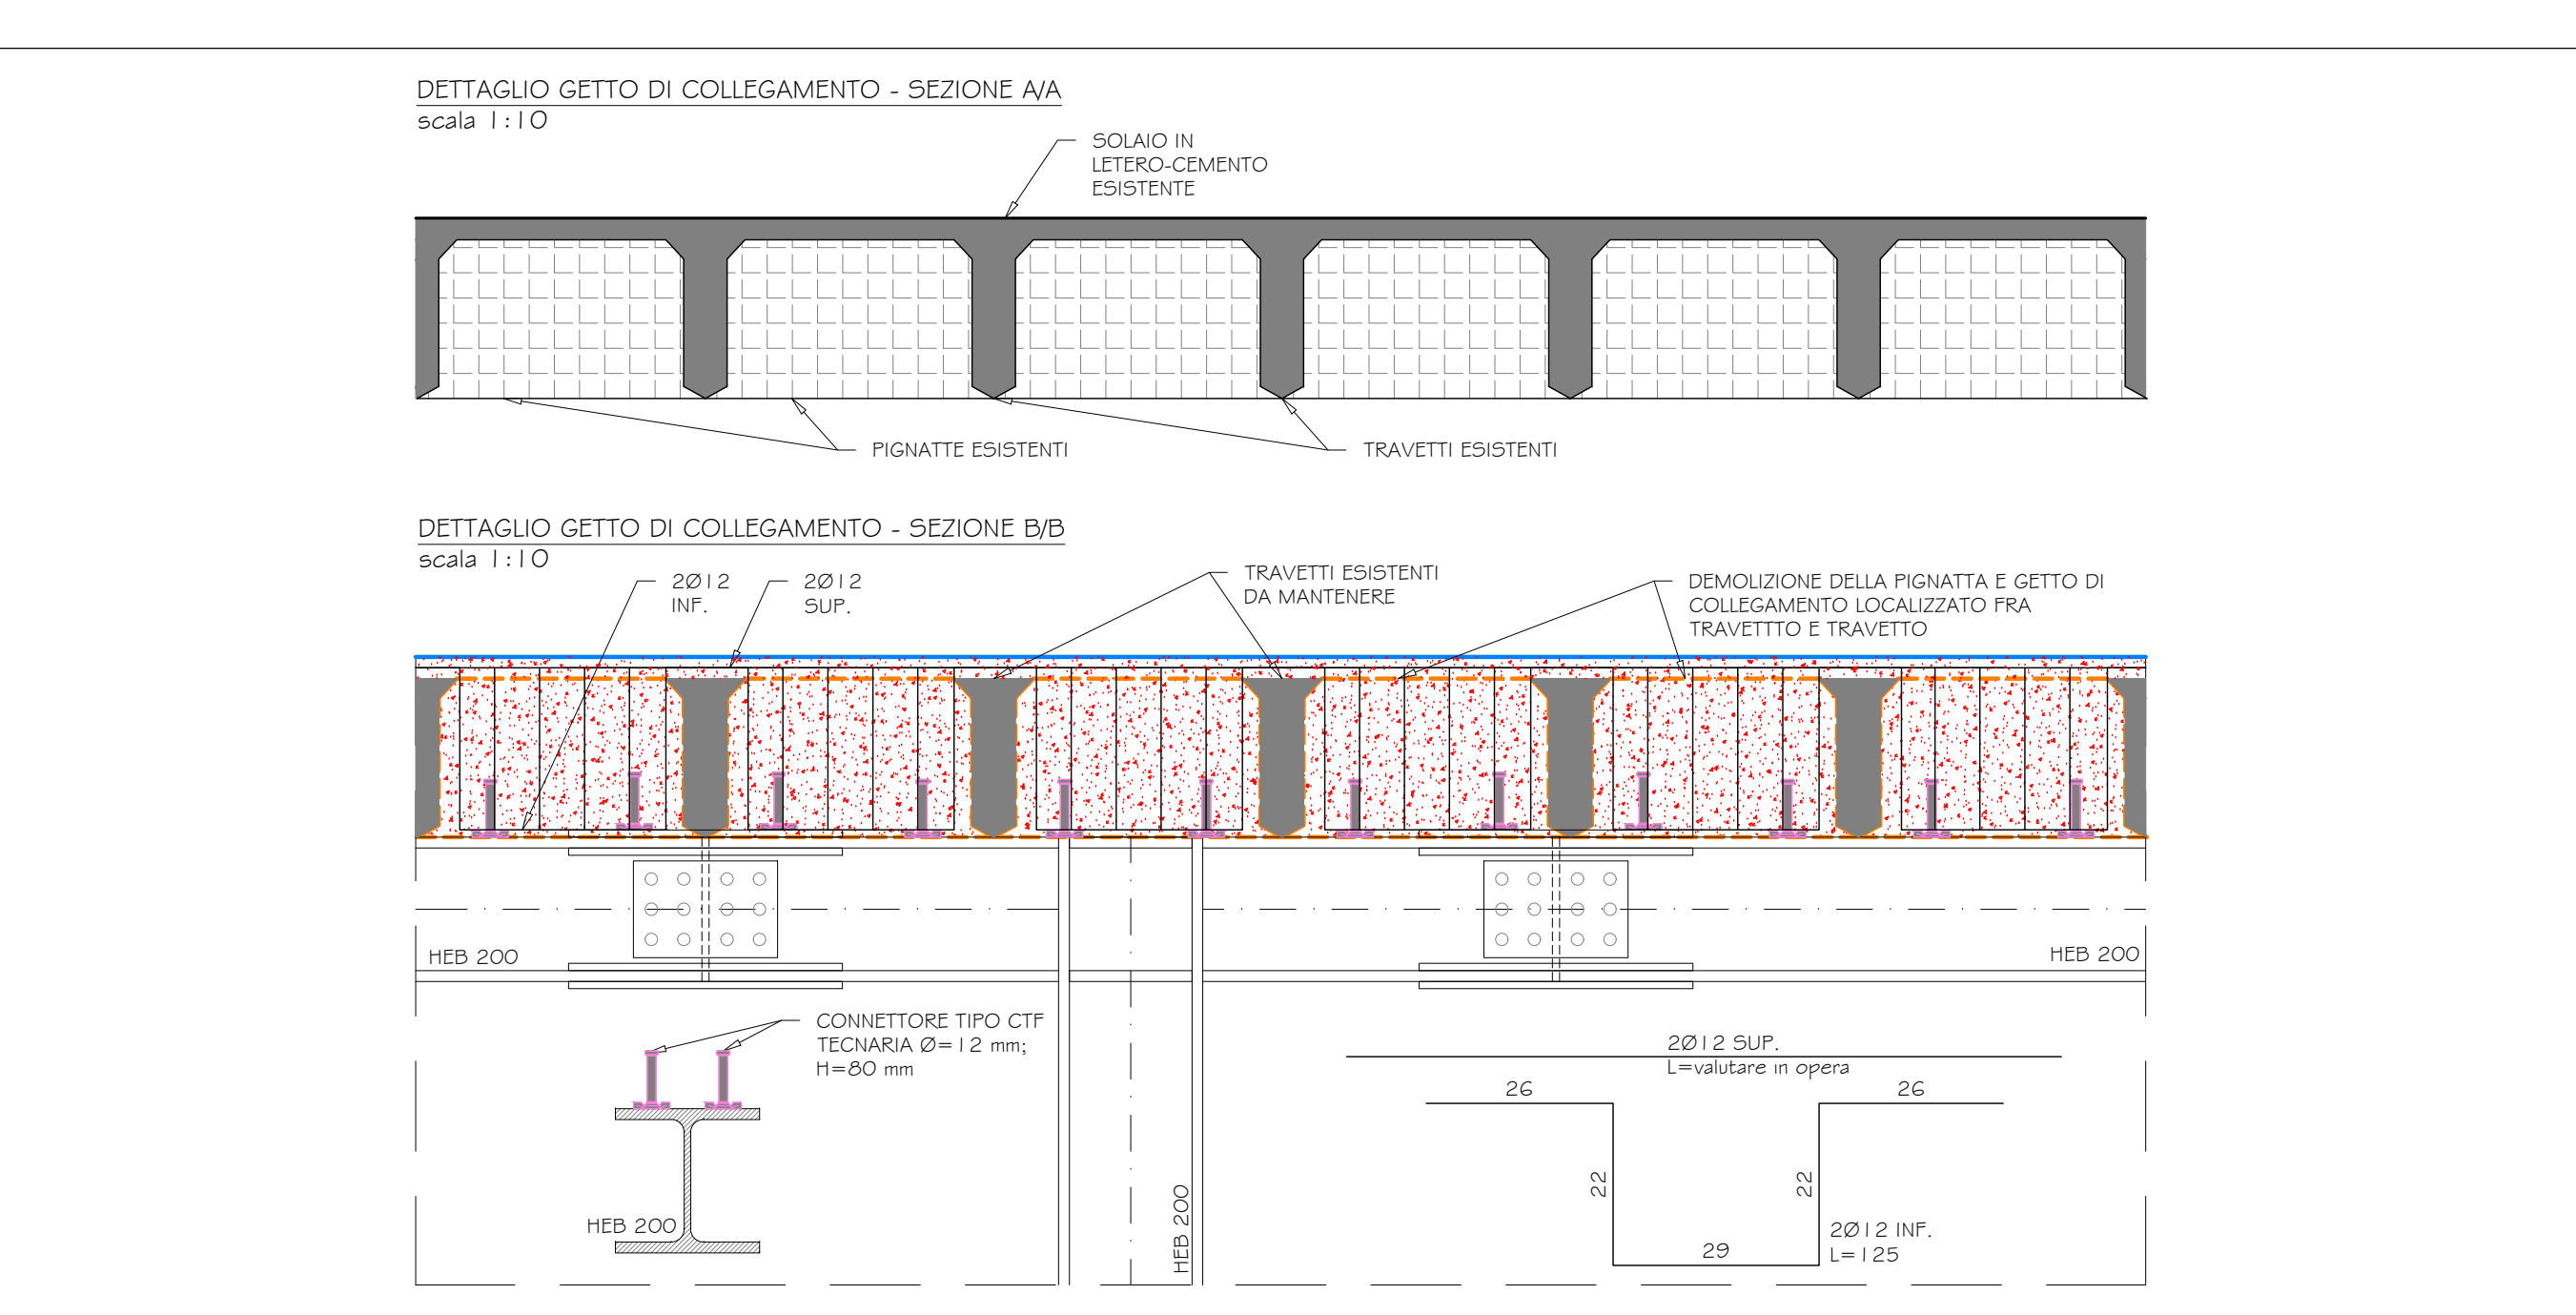 DETTAGLIO GETTO DI COLLEGAMENTO - SEZIONE A/A
scala 1:10
SOLAIO IN
LETERO-CEMENTO
ESISTENTE
PIGNATTE ESISTENTI
TRAVETTI ESISTENTI
DETTAGLIO GETTO DI COLLEGAMENTO - SEZIONE B/B
scala 1:10
2Ø12
INF.
2Ø12
SUP.
TRAVETTI ESISTENTI
DA MANTENERE
DEMOLIZIONE DELLA PIGNATTA E GETTO DI
COLLEGAMENTO LOCALIZZATO FRA
TRAVETTTO E TRAVETTO
HEB 200
HEB 200
CONNETTORE TIPO CTF
TECNARIA Ø=12 mm;
H=80 mm
HEB 200
HEB 200
2Ø12 SUP.
L=valutare in opera
26
26
22
22
29
2Ø12 INF.
L=125